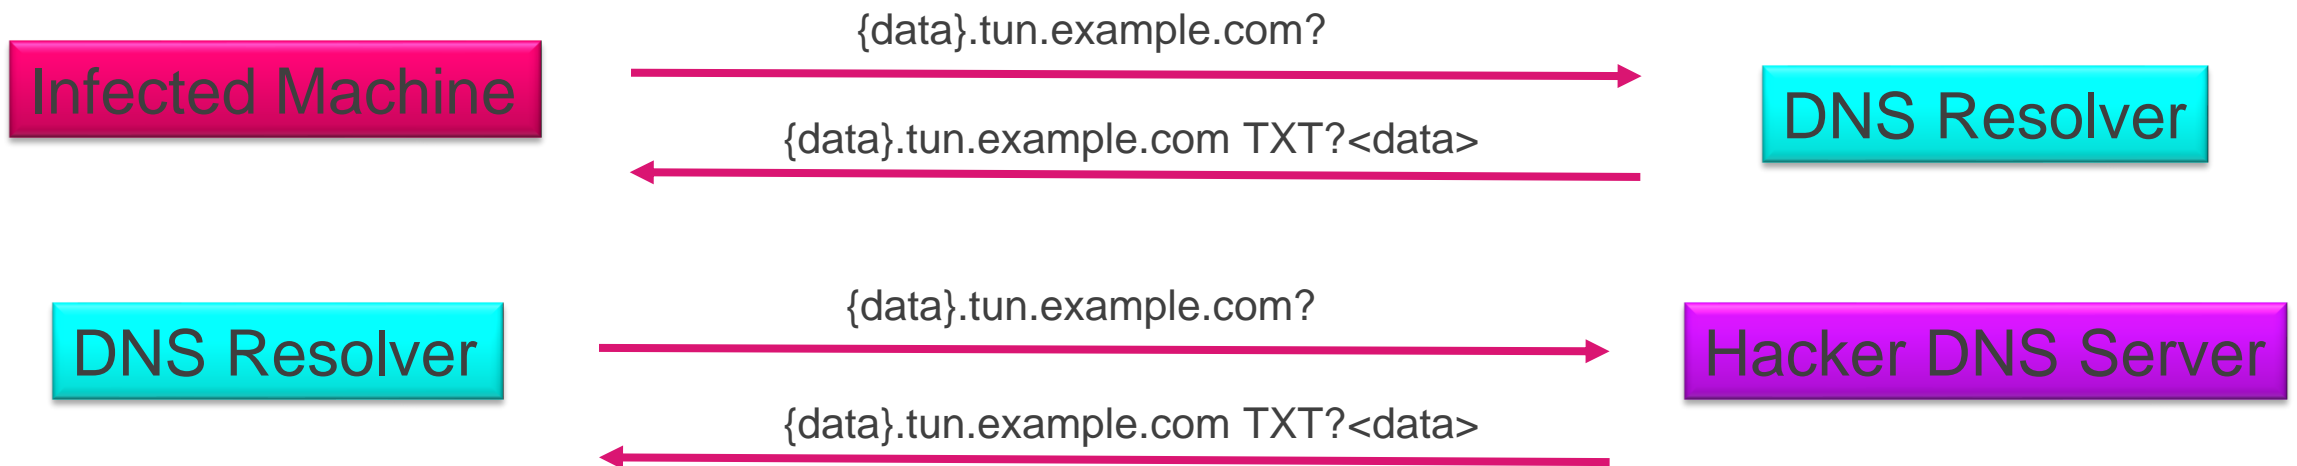 {data}.tun.example.com?
Infected Machine
DNS Resolver
{data}.tun.example.com TXT?<data>
{data}.tun.example.com?
DNS Resolver
Hacker DNS Server
{data}.tun.example.com TXT?<data>